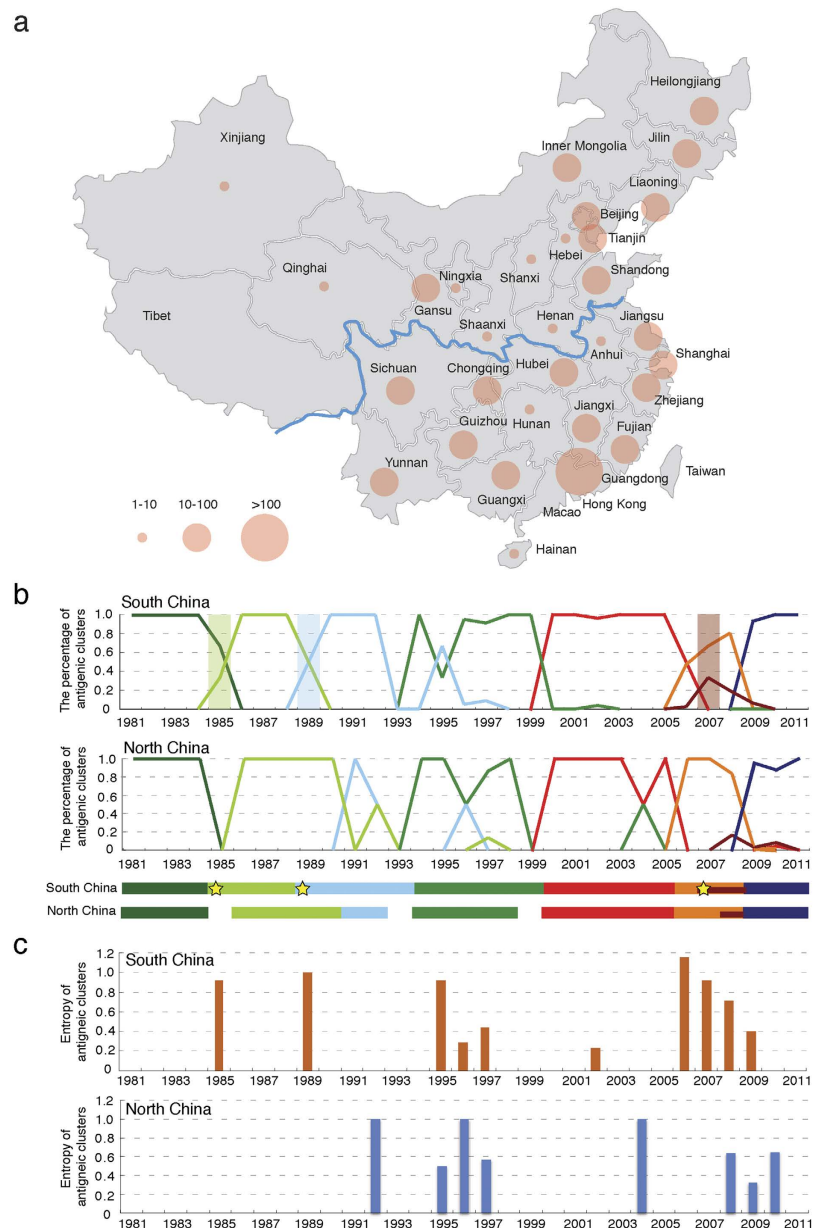 a
Heilongjiang
Xinjiang
Jilin
Inner Mongolia
Liaoning
Beijing
Tianjin
Hebei
Qinghai
Ningxia
Shanxi
Shandong
Gansu
Tibet
Shaanxi
Henan
Jiangsu
Anhui
Shanghai
Sichuan
Chongqing
Hubei
Zhejiang
Jiangxi
Guizhou
Hunan
Fujian
Yunnan
Guangdong
Taiwan
Guangxi
Hong Kong
Macao
1-10 10-100 >100
Hainan
b
South China
The percentage of
antigenic clusters
1.0
0.8
0.6
0.4
0.2
0
1981 1983 1985 1987 1989 1991 1993 1995 1997 1999 2001 2003 2005 2007 2009 2011
North China
The percentage of
antigenic clusters
1.0
0.8
0.6
0.4
0.2
0
1981 1983 1985 1987 1989 1991 1993 1995 1997 1999 2001 2003 2005 2007 2009 2011
South China
North China
c
South China
Entropy of
antigneic clusters
1.2
1.0
0.8
0.6
0.4
0.2
0
1981 1983 1985 1987 1989 1991 1993 1995 1997 1999 2001 2003 2005 2007 2009 2011
North China
Entropy of
antigneic clusters
1.2
1.0
0.8
0.6
0.4
0.2
0
1981 1983 1985 1987 1989 1991 1993 1995 1997 1999 2001 2003 2005 2007 2009 2011